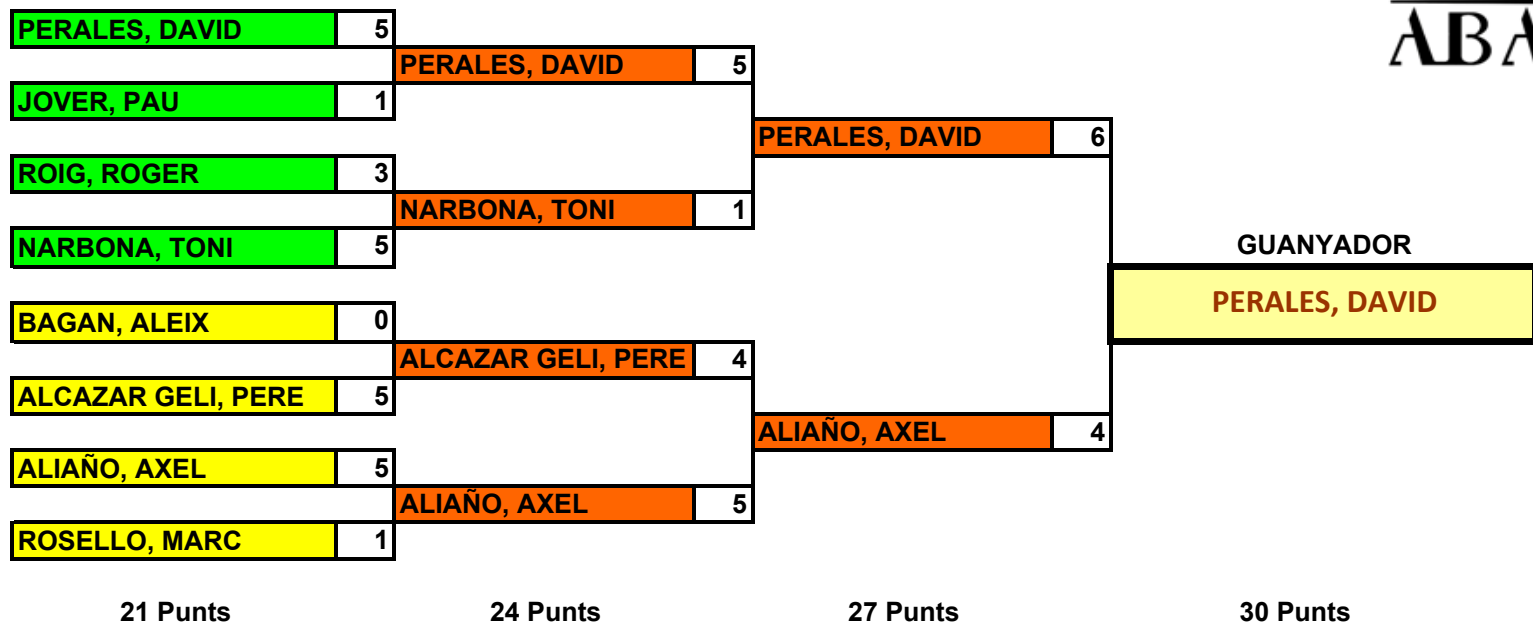 PERALES, DAVID 5
PERALES, DAVID 5
JOVER, PAU 1
PERALES, DAVID 6
ROIG, ROGER 3
NARBONA, TONI 1
NARBONA, TONI 5
GUANYADOR
PERALES, DAVID
BAGAN, ALEIX 0
ALCAZAR GELI, PERE 4
ALCAZAR GELI, PERE 5
ALIAÑO, AXEL 4
ALIAÑO, AXEL 5
ALIAÑO, AXEL 5
ROSELLO, MARC 1
21 Punts 24 Punts 27 Punts 30 Punts